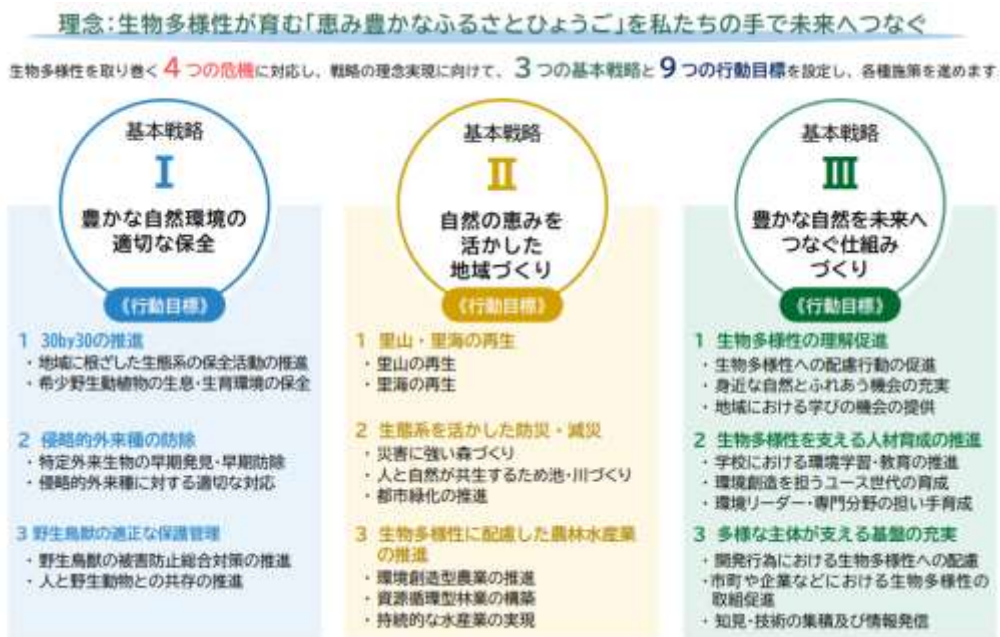 理念：生物多様性が育む「恵み豊かなふるさとひょうご」を私たちの手で未来へつなぐ
生物多様性を取り巻く4つの危機に対応し、戦略の理念実現に向けて、3つの基本戦略と9つの行動目標を設定し、各種施策を進めます
基本戦略
I
豊かな自然環境の
適切な保全
《行動目標》
1 30by30の推進
・地域に根ざした生態系の保全活動の推進
・希少野生動植物の生息・生育環境の保全
2 侵略的外来種の防除
・特定外来生物の早期発見・早期防除
・侵略的外来種に対する適切な対応
3 野生鳥獣の適正な保護管理
・野生鳥獣の被害防止総合対策の推進
・人と野生動物との共存の推進
基本戦略
II
自然の恵みを
活かした
地域づくり
《行動目標》
1 里山・里海の再生
・里山の再生
・里海の再生
2 生態系を活かした防災・減災
・災害に強い森づくり
・人と自然が共生するため池・川づくり
・都市緑化の推進
3 生物多様性に配慮した農林水産業
の推進
・環境創造型農業の推進
・資源循環型林業の構築
・持続的な水産業の実現
基本戦略
III
豊かな自然を未来へ
つなぐ仕組み
づくり
《行動目標》
1 生物多様性の理解促進
・生物多様性への配慮行動の促進
・身近な自然とふれあう機会の充実
・地域における学びの機会の提供
2 生物多様性を支える人材育成の推進
・学校における環境学習・教育の推進
・環境創造を担うユース世代の育成
・環境リーダー・専門分野の担い手育成
3 多様な主体が支える基盤の充実
・開発行為における生物多様性への配慮
・市町や企業などにおける生物多様性の
取組促進
・知見・技術の集積及び情報発信